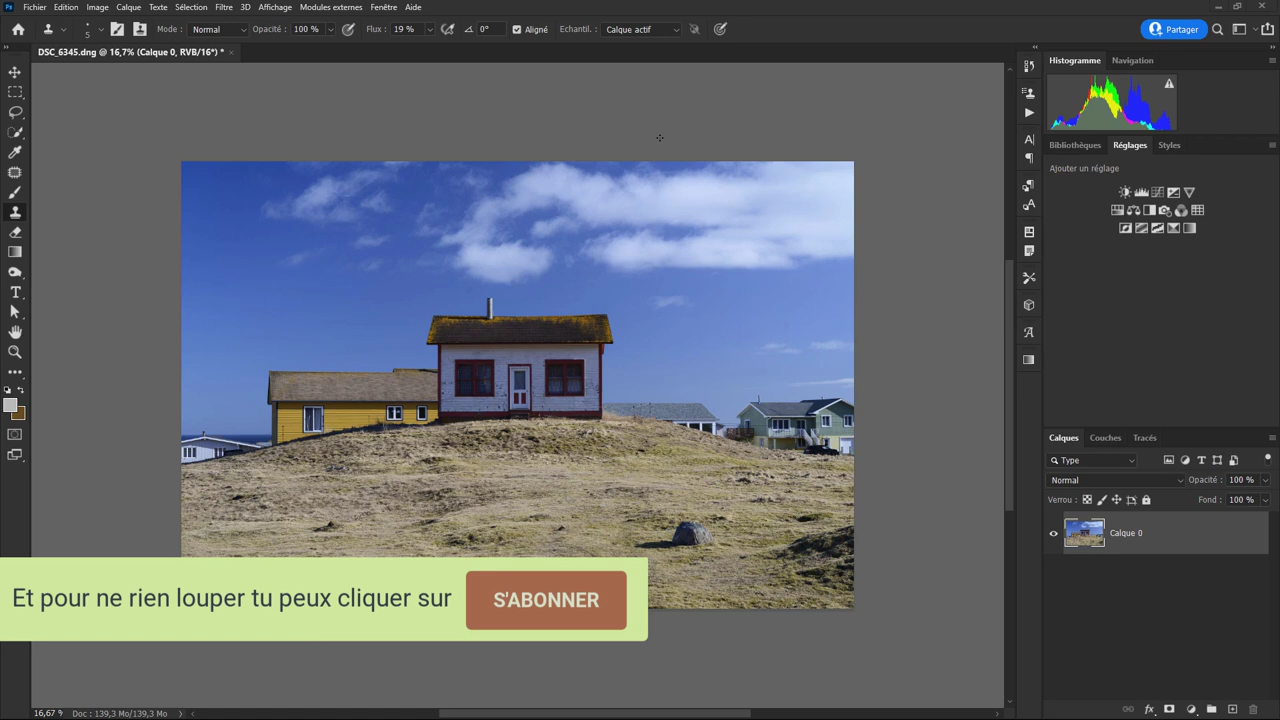 Ps Fichier Edition Image Calque Texte Sélection Filtre 3D Affichage Modules externes Fenêtre Aide
5 Mode : Normal Opacité : 100 % Flux : 19 % 0° Aligné Echantil. : Calque actif Partager
DSC_6345.dng @ 16,7% (Calque 0, RVB/16*) * ×
Histogramme Navigation
Bibliothèques Réglages Styles
Ajouter un réglage
Calques Couches Tracés
Type
Normal Opacité : 100 %
Verrou : Fond : 100 %
Calque 0
Et pour ne rien louper tu peux cliquer sur S'ABONNER
16,67 % Doc : 139,3 Mo/139,3 Mo